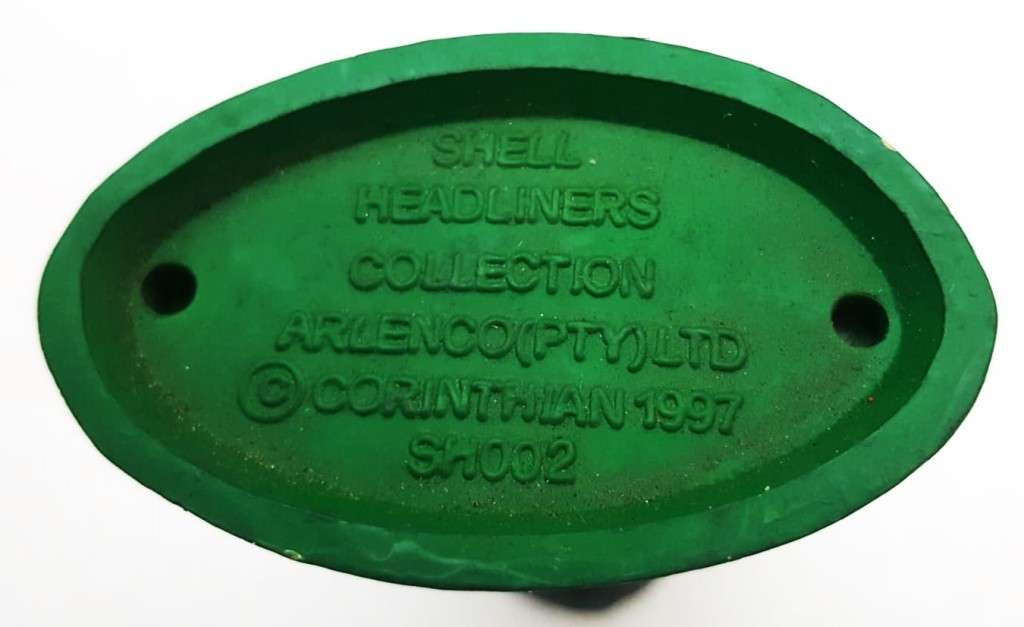 SHELL
HEADLINERS
COLLECTION
ARLENCO(PTY)LTD
© CORINTHIAN 1997
SH002